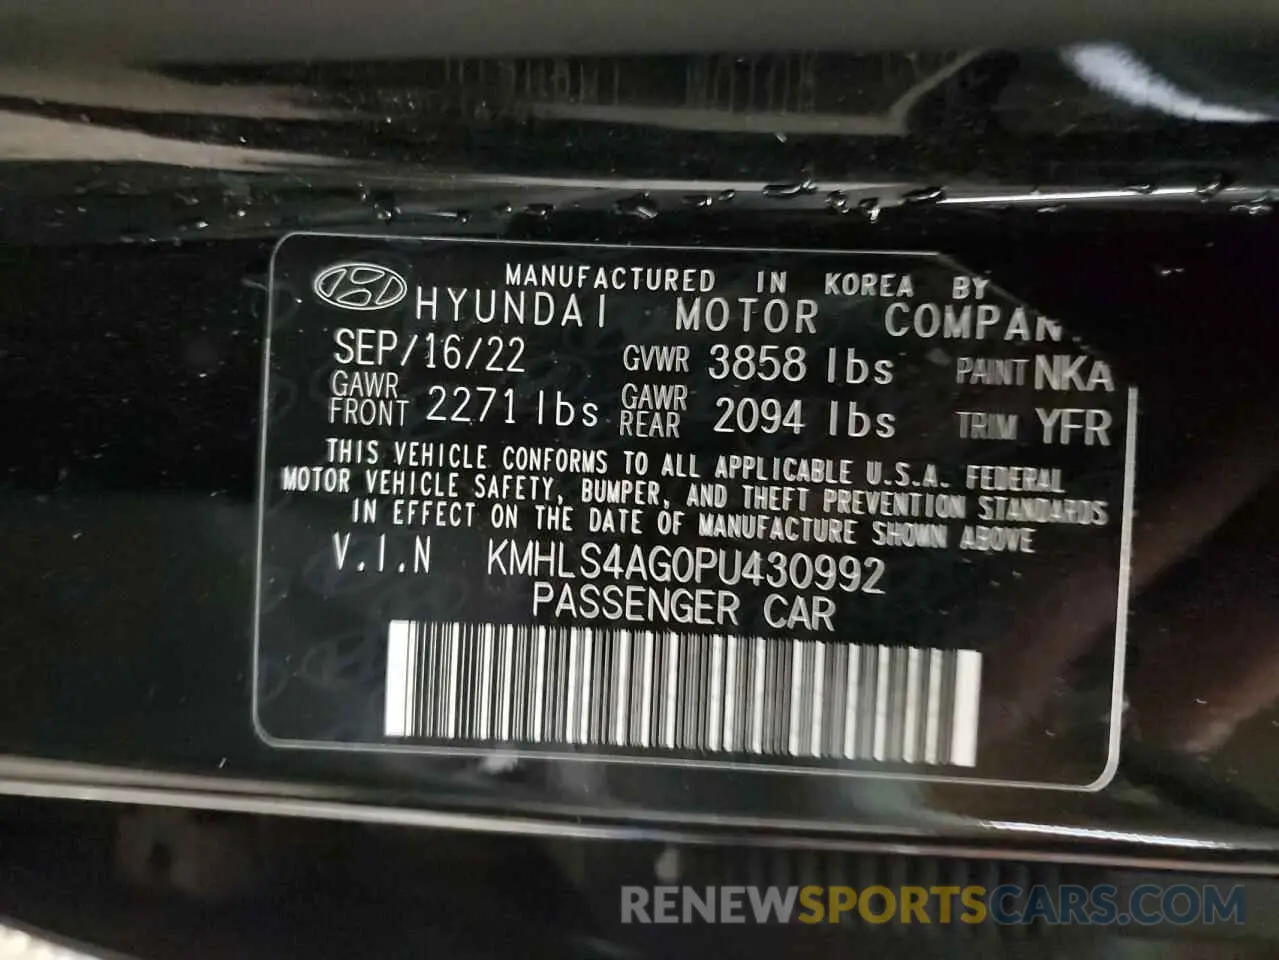 MANUFACTURED IN KOREA BY
HYUNDAI MOTOR COMPAN
SEP/16/22 GVWR 3858 lbs PAINT NKA
GAWR FRONT 2271 lbs GAWR REAR 2094 lbs TRIM YFR
THIS VEHICLE CONFORMS TO ALL APPLICABLE U.S.A. FEDERAL
MOTOR VEHICLE SAFETY, BUMPER, AND THEFT PREVENTION STANDARDS
IN EFFECT ON THE DATE OF MANUFACTURE SHOWN ABOVE
V.I.N KMHLS4AG0PU430992
PASSENGER CAR
RENEWSPORTSCARS.COM